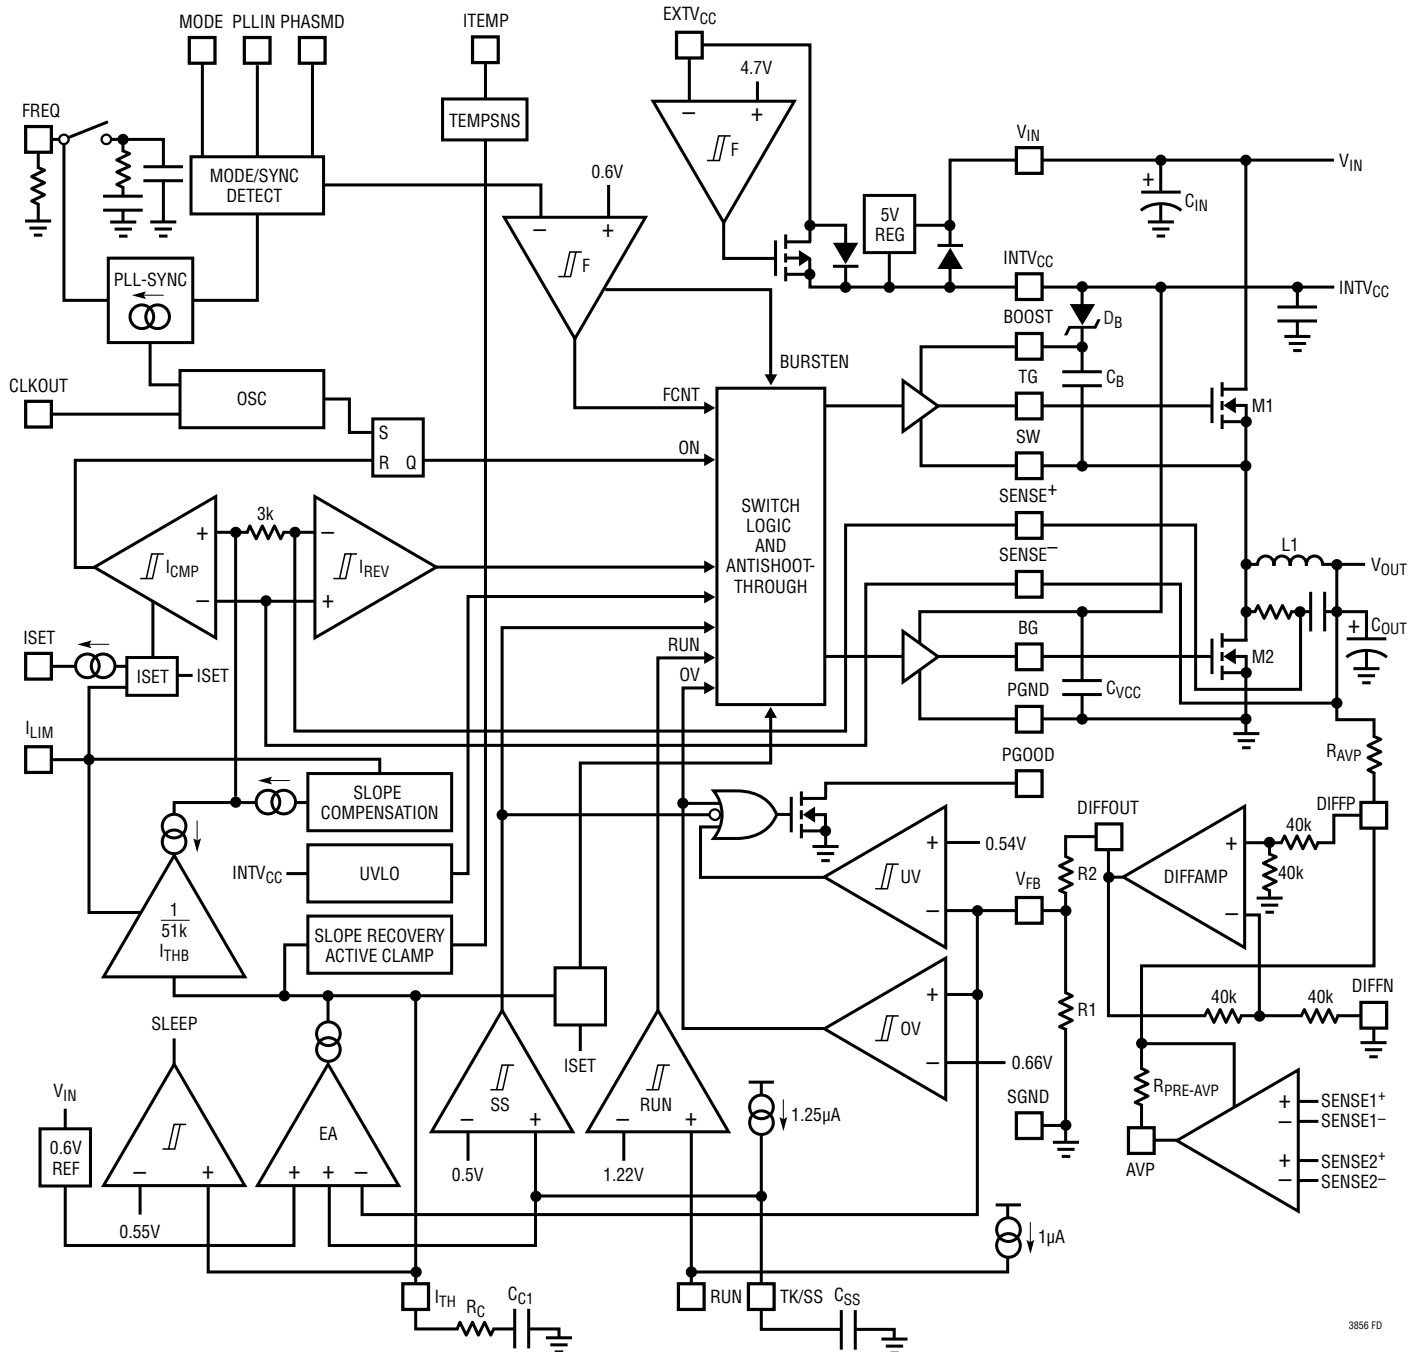 MODE PLLIN PHASMD
ITEMP
EXTVCC
4.7V
FREQ
TEMPSNS
− +
F
VIN
VIN
MODE/SYNC
DETECT
0.6V
+
CIN
5V
REG
− +
F
PLL-SYNC
INTVCC
INTVCC
BOOST
DB
BURSTEN
CLKOUT
OSC
FCNT
TG
CB
M1
S
R Q
ON
SW
SENSE+
3k
+
−
SWITCH
LOGIC
AND
ANTISHOOT-
THROUGH
SENSE−
L1
VOUT
ICMP
IREV
−
+
ISET
BG
+
COUT
RUN
M2
ISET
ISET
OV
PGND
CVCC
ILIM
PGOOD
RAVP
SLOPE
COMPENSATION
DIFFOUT
DIFFP
40k
+
0.54V
+
R2
INTVCC
UVLO
UV
VFB
DIFFAMP
40k
1
51k
ITHB
−
−
SLOPE RECOVERY
ACTIVE CLAMP
DIFFN
+
R1
40k
40k
SLEEP
OV
ISET
−
0.66V
VIN
SS
RUN
SGND
RPRE-AVP
1.25µA
+
SENSE1+
−
SENSE1−
0.6V
REF
EA
− +
− +
+
SENSE2+
−
SENSE2−
− +
+ + −
0.5V
1.22V
AVP
0.55V
1µA
ITH
RC
CC1
RUN
TK/SS
CSS
3856 FD